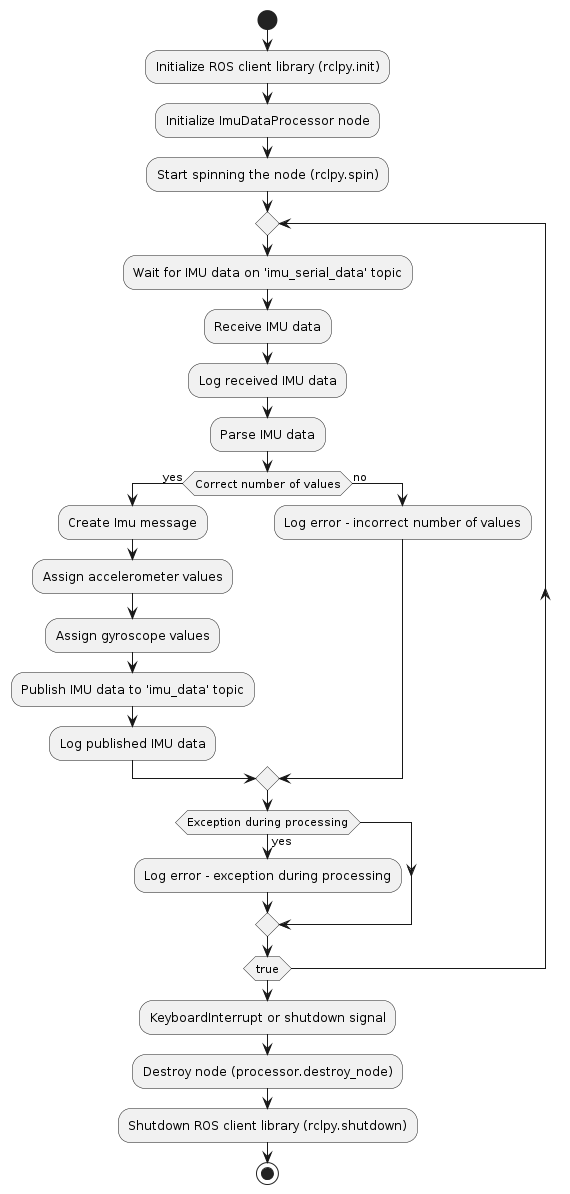 Initialize ROS client library (rclpy.init)
Initialize ImuDataProcessor node
Start spinning the node (rclpy.spin)
Wait for IMU data on 'imu_serial_data' topic
Receive IMU data
Log received IMU data
Parse IMU data
yes
Correct number of values
no
Create Imu message
Log error - incorrect number of values
Assign accelerometer values
Assign gyroscope values
Publish IMU data to 'imu_data' topic
Log published IMU data
Exception during processing
yes
Log error - exception during processing
true
KeyboardInterrupt or shutdown signal
Destroy node (processor.destroy_node)
Shutdown ROS client library (rclpy.shutdown)